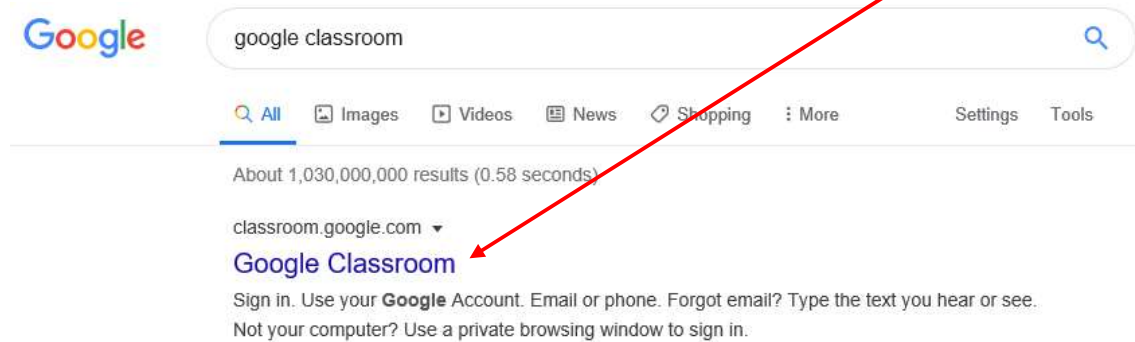 Google
google classroom
All Images Videos News Shopping More Settings Tools
About 1,030,000,000 results (0.58 seconds)
classroom.google.com
Google Classroom
Sign in. Use your Google Account. Email or phone. Forgot email? Type the text you hear or see.
Not your computer? Use a private browsing window to sign in.